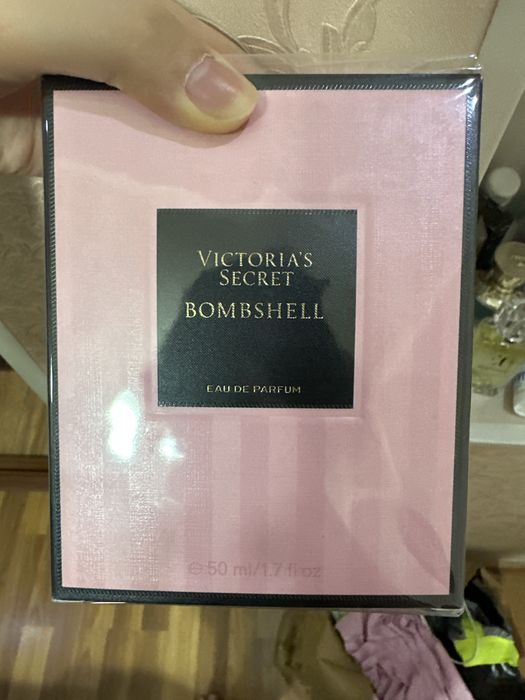 VICTORIA'S
SECRET
BOMBSHELL
EAU DE PARFUM
⊖ 50 ml/1.7 fl oz